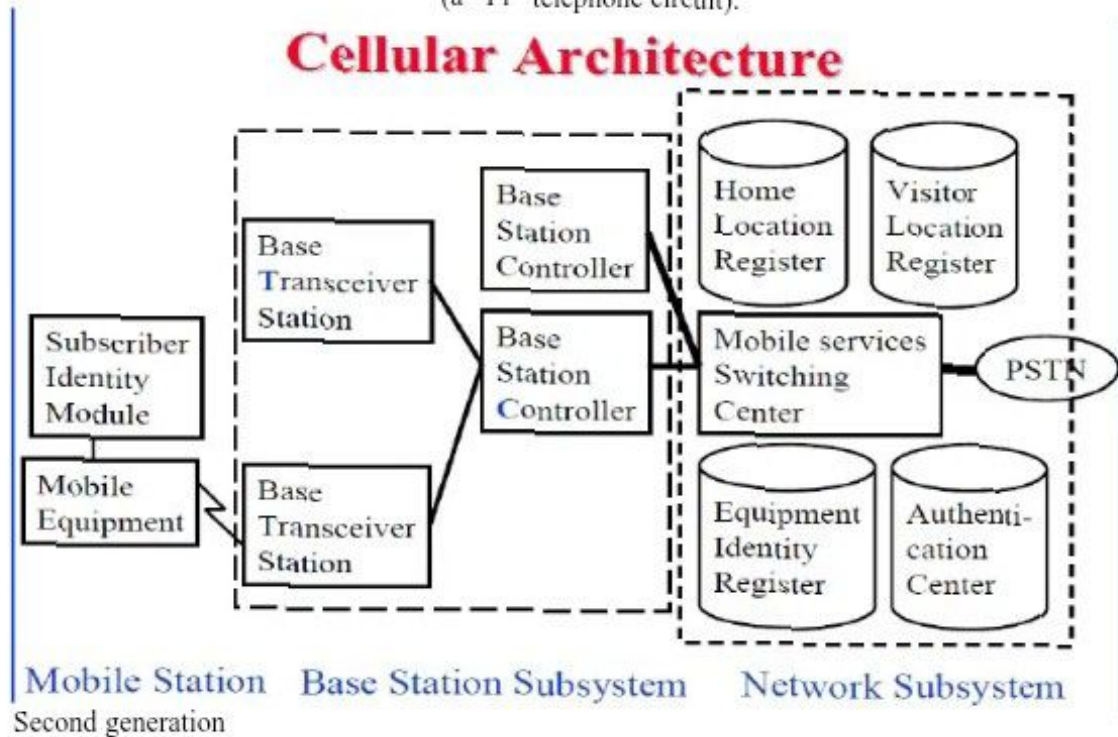 telephone circuit).
Cellular Architecture
Subscriber
Identity
Module
Mobile
Equipment
Base
Transceiver
Station
Base
Transceiver
Station
Base
Station
Controller
Base
Station
Controller
Home
Location
Register
Visitor
Location
Register
Mobile services
Switching
Center
PSTN
Equipment
Identity
Register
Authenti-
cation
Center
Mobile Station
Base Station Subsystem
Network Subsystem
Second generation